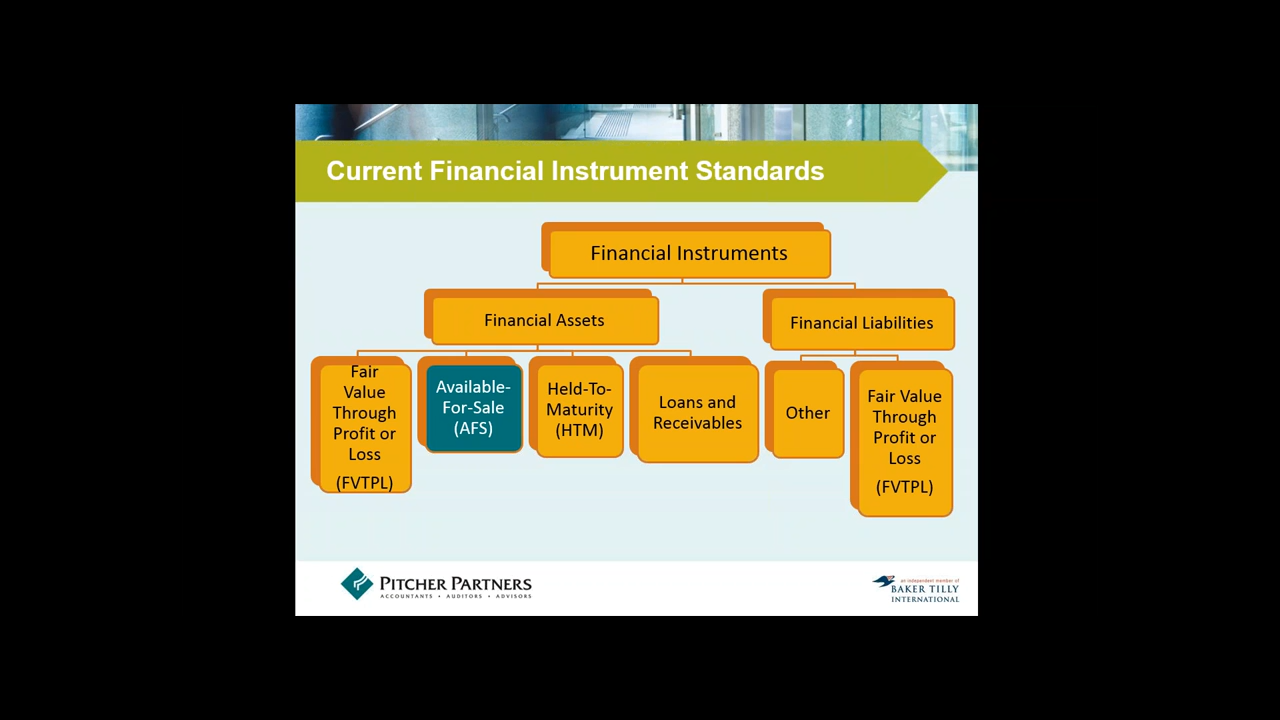 Current Financial Instrument Standards
Financial Instruments
Financial Assets
Financial Liabilities
Fair
Value
Through
Profit or
Loss
(FVTPL)
Available-
For-Sale
(AFS)
Held-To-
Maturity
(HTM)
Loans and
Receivables
Other
Fair Value
Through
Profit or
Loss
(FVTPL)
PITCHER PARTNERS
ACCOUNTANTS • AUDITORS • ADVISORS
an independent member of
BAKER TILLY
INTERNATIONAL